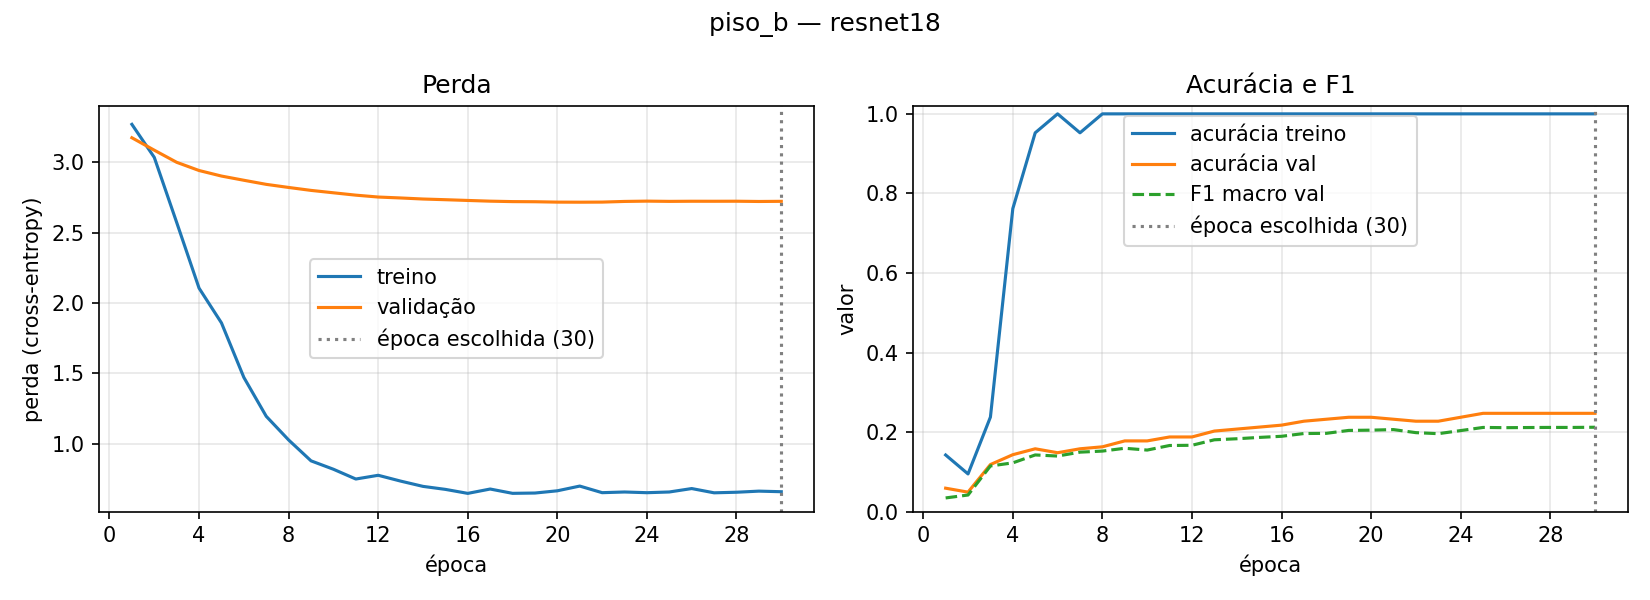 piso_b — resnet18
Perda
perda (cross-entropy)
3.0
2.5
2.0
1.5
1.0
treino
validação
época escolhida (30)
0 4 8 12 16 20 24 28
época
Acurácia e F1
valor
1.0
0.8
0.6
0.4
0.2
0.0
acurácia treino
acurácia val
F1 macro val
época escolhida (30)
0 4 8 12 16 20 24 28
época